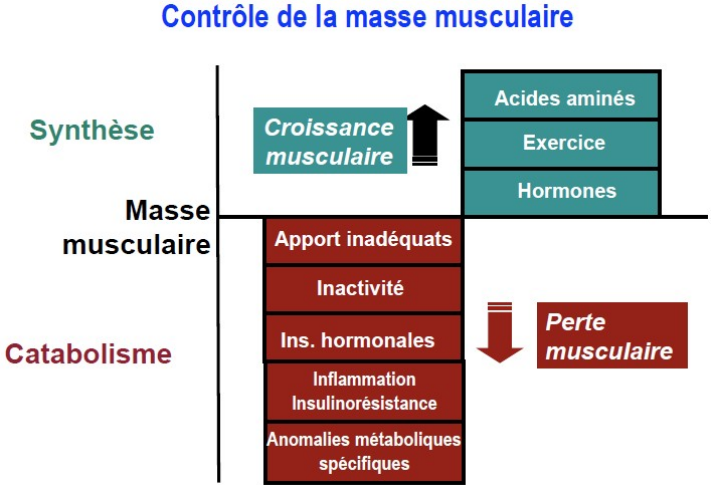 Contrôle de la masse musculaire
Synthèse
Croissance
musculaire
Acides aminés
Exercice
Hormones
Masse
musculaire
Apport inadéquats
Inactivité
Ins. hormonales
Inflammation
Insulinorésistance
Anomalies métaboliques
spécifiques
Catabolisme
Perte
musculaire